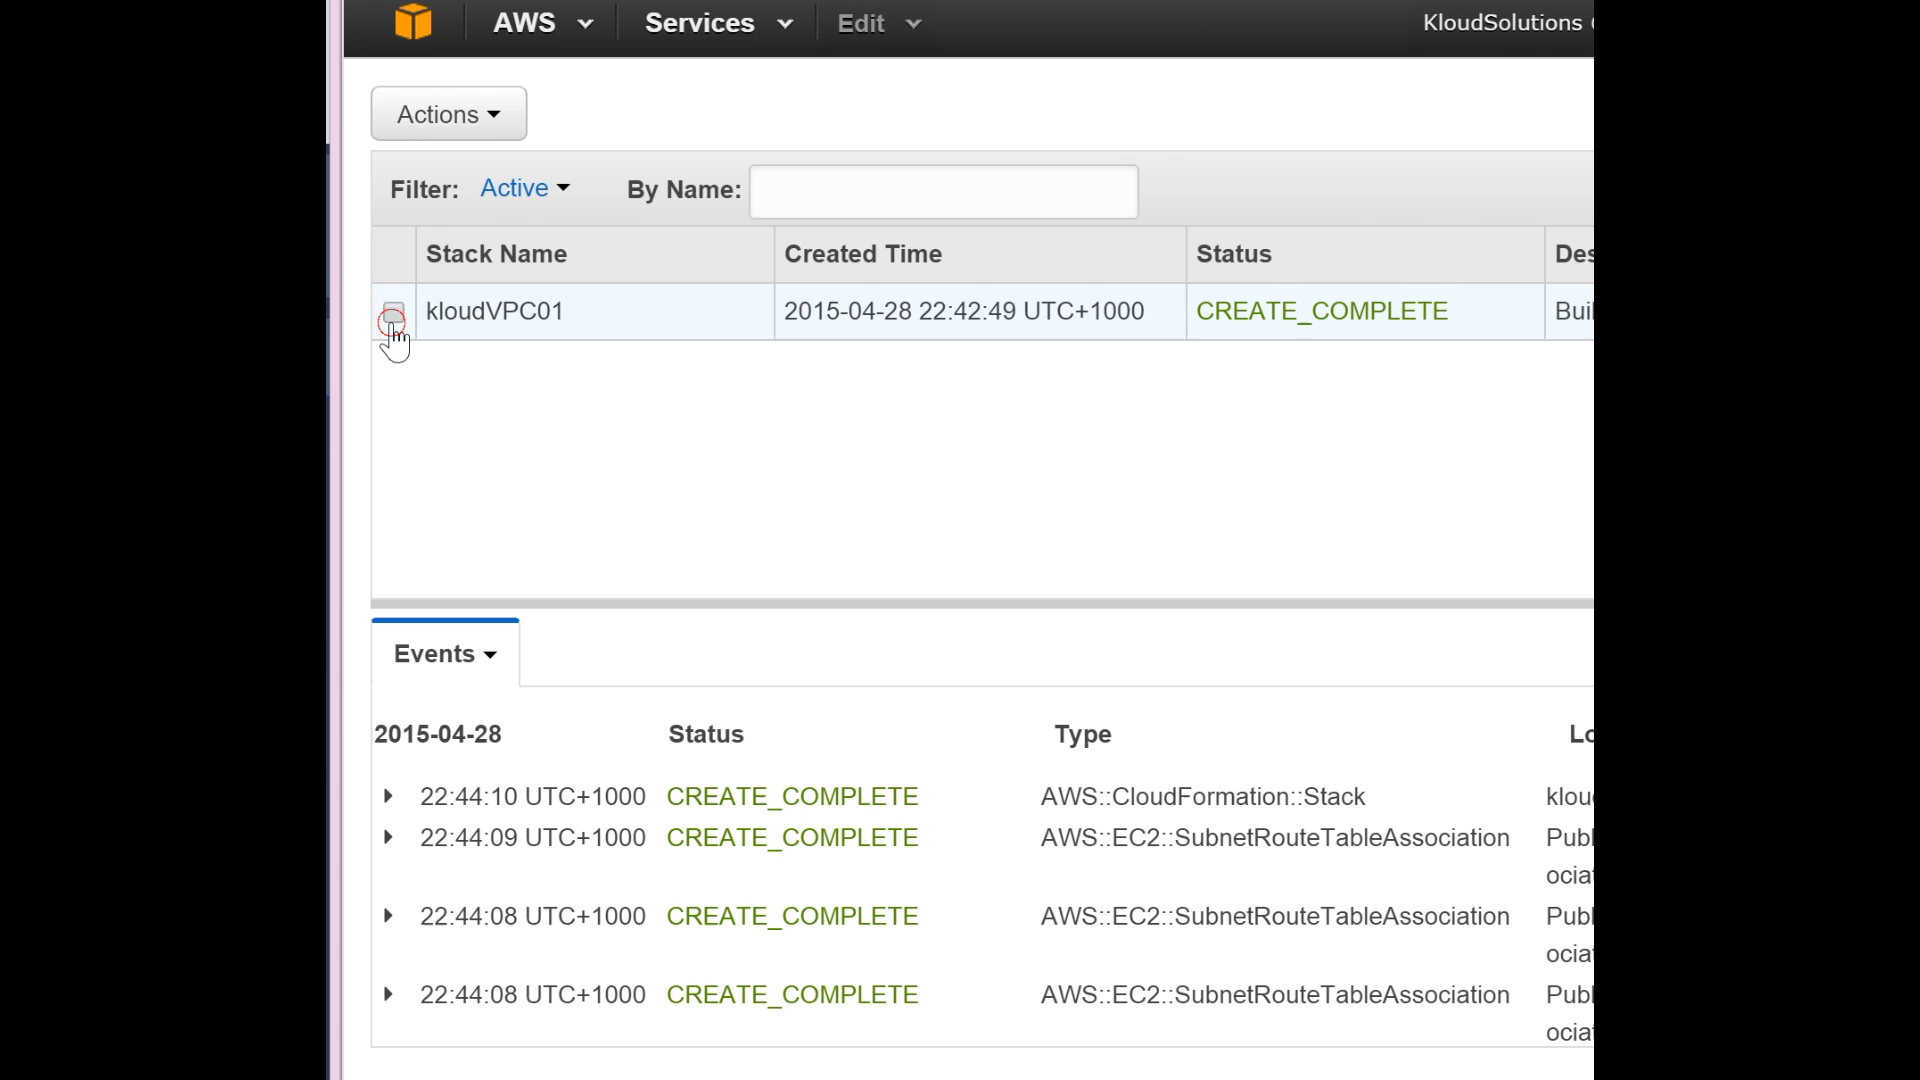 AWS Services Edit KloudSolutions
Actions
Filter: Active By Name:
Stack Name Created Time Status
kloudVPC01 2015-04-28 22:42:49 UTC+1000 CREATE_COMPLETE
Events
2015-04-28 Status Type
22:44:10 UTC+1000 CREATE_COMPLETE AWS::CloudFormation::Stack
22:44:09 UTC+1000 CREATE_COMPLETE AWS::EC2::SubnetRouteTableAssociation
22:44:08 UTC+1000 CREATE_COMPLETE AWS::EC2::SubnetRouteTableAssociation
22:44:08 UTC+1000 CREATE_COMPLETE AWS::EC2::SubnetRouteTableAssociation